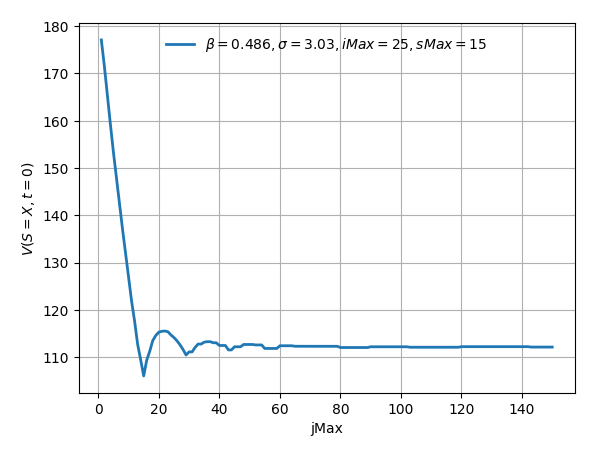 180
170
160
150
140
130
120
110
V(S = X, t = 0)
β = 0.486, σ = 3.03, iMax = 25, sMax = 15
0 20 40 60 80 100 120 140
jMax